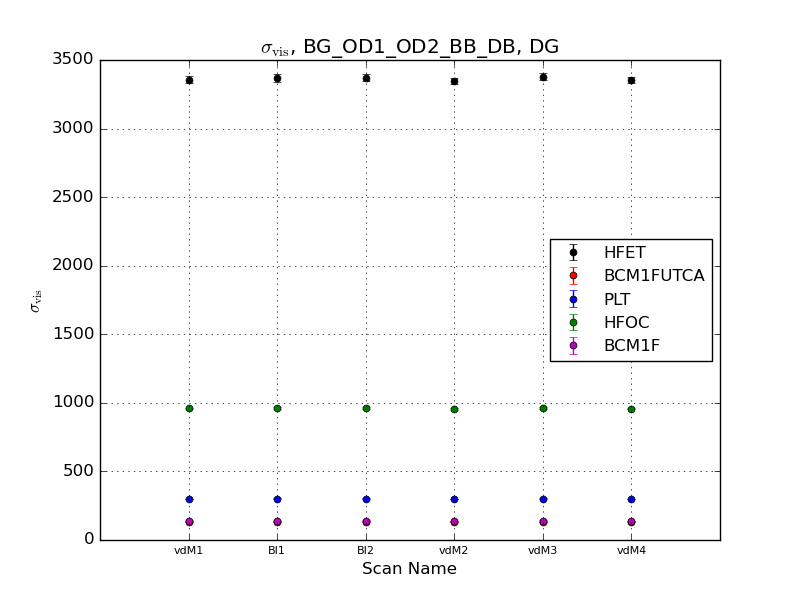 σvis, BG_OD1_OD2_BB_DB, DG
3500
3000
2500
2000
1500
1000
500
0
σvis
HFET
BCM1FUTCA
PLT
HFOC
BCM1F
vdM1 BI1 BI2 vdM2 vdM3 vdM4
Scan Name